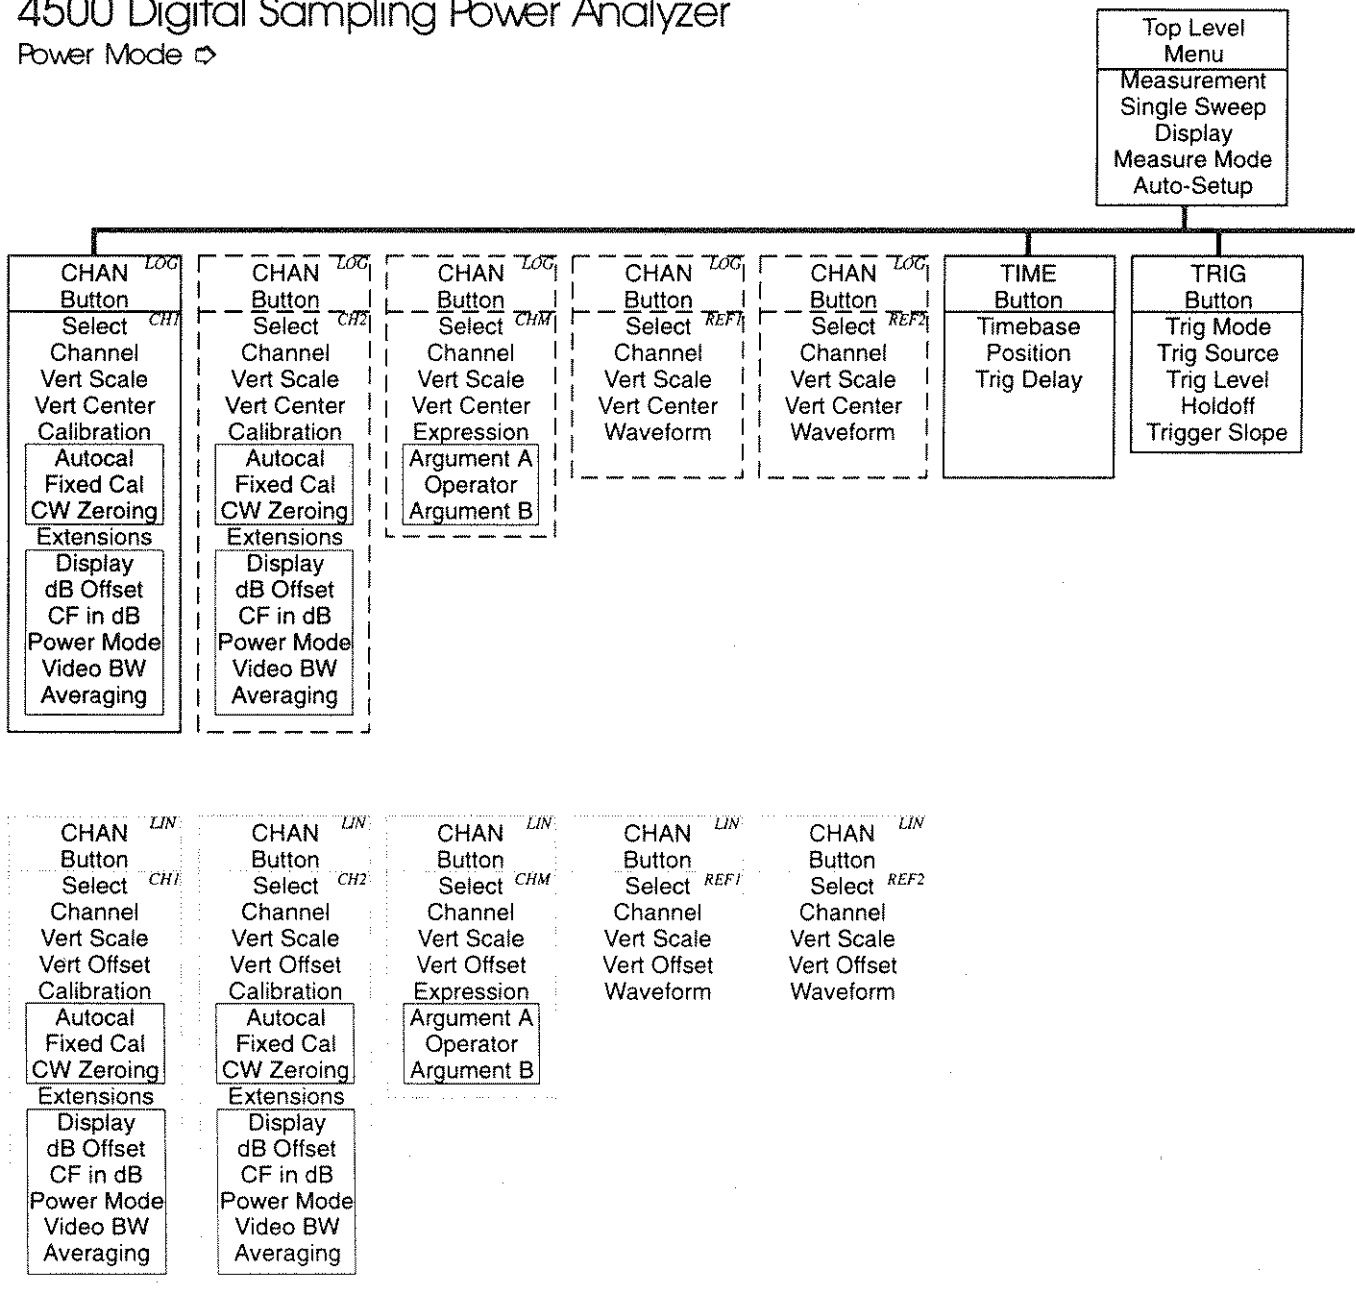 4500 Digital Sampling Power Analyzer
Power Mode ⇨
Top Level
Menu
Measurement
Single Sweep
Display
Measure Mode
Auto-Setup
CHAN LOG
Button
Select CH1
Channel
Vert Scale
Vert Center
Calibration
Autocal
Fixed Cal
CW Zeroing
Extensions
Display
dB Offset
CF in dB
Power Mode
Video BW
Averaging
CHAN LOG
Button
Select CH2
Channel
Vert Scale
Vert Center
Calibration
Autocal
Fixed Cal
CW Zeroing
Extensions
Display
dB Offset
CF in dB
Power Mode
Video BW
Averaging
CHAN LOG
Button
Select CHM
Channel
Vert Scale
Vert Center
Expression
Argument A
Operator
Argument B
CHAN LOG
Button
Select REF1
Channel
Vert Scale
Vert Center
Waveform
CHAN LOG
Button
Select REF2
Channel
Vert Scale
Vert Center
Waveform
TIME
Button
Timebase
Position
Trig Delay
TRIG
Button
Trig Mode
Trig Source
Trig Level
Holdoff
Trigger Slope
CHAN LIN
Button
Select CH1
Channel
Vert Scale
Vert Offset
Calibration
Autocal
Fixed Cal
CW Zeroing
Extensions
Display
dB Offset
CF in dB
Power Mode
Video BW
Averaging
CHAN LIN
Button
Select CH2
Channel
Vert Scale
Vert Offset
Calibration
Autocal
Fixed Cal
CW Zeroing
Extensions
Display
dB Offset
CF in dB
Power Mode
Video BW
Averaging
CHAN LIN
Button
Select CHM
Channel
Vert Scale
Vert Offset
Expression
Argument A
Operator
Argument B
CHAN LIN
Button
Select REF1
Channel
Vert Scale
Vert Offset
Waveform
CHAN LIN
Button
Select REF2
Channel
Vert Scale
Vert Offset
Waveform